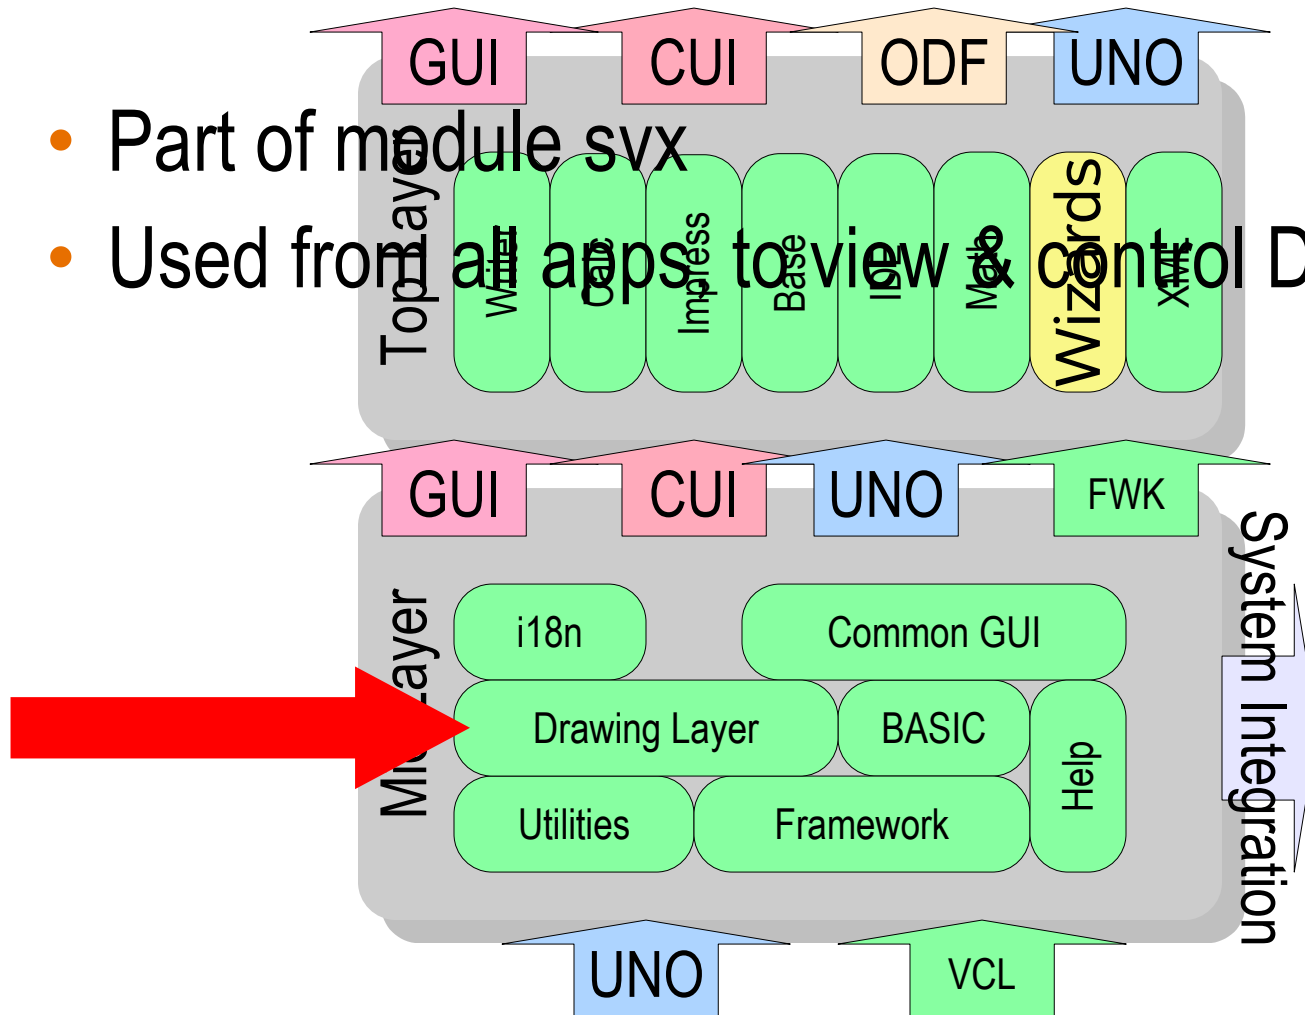 GUI CUI ODF UNO
• Part of module svx
• Used from all apps, to view & control D
Top Layer
Writer
Calc
Impress
Base
IDE
Math
Wizards
XML
GUI CUI UNO FWK
System Integration
Mid Layer
i18n Common GUI
Drawing Layer BASIC
Help
Utilities Framework
UNO VCL